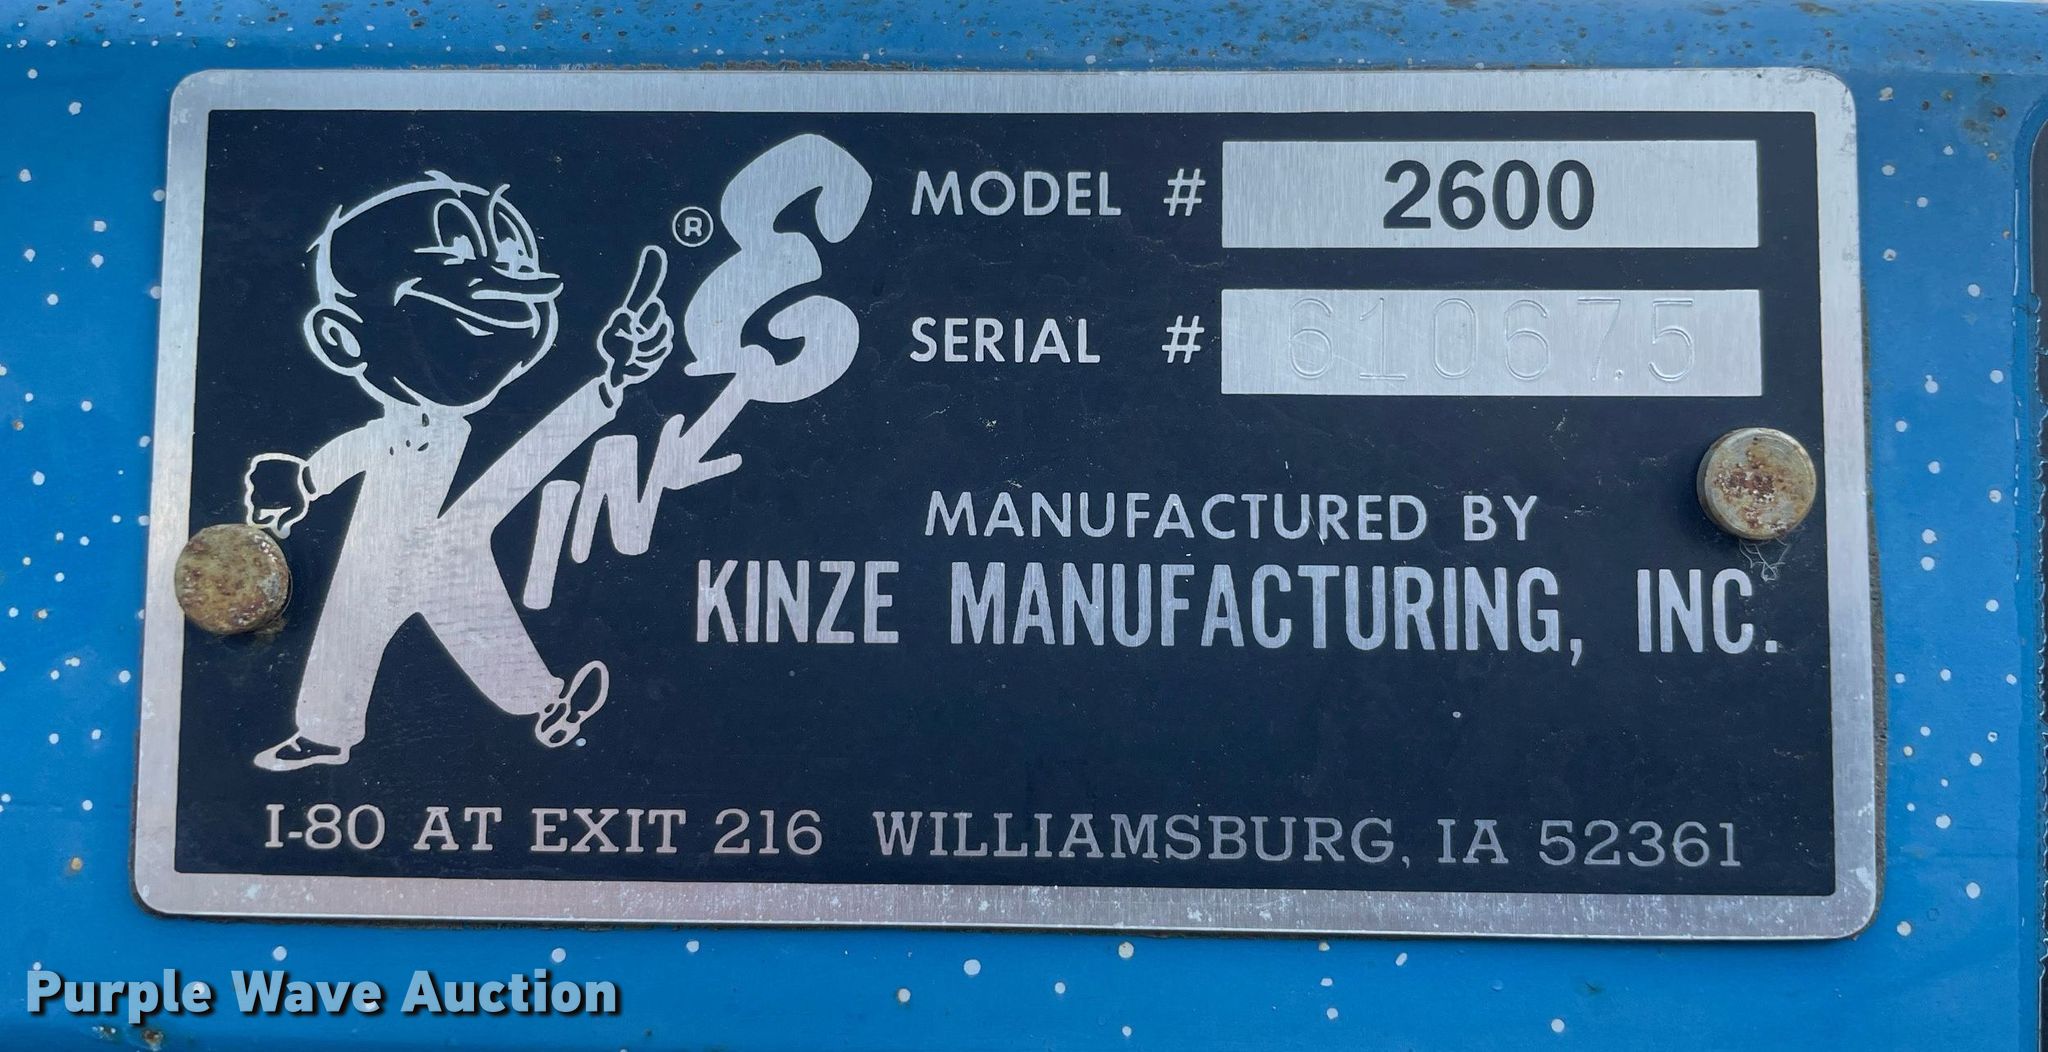 KINZE ®
MODEL # 2600
SERIAL # 610675
MANUFACTURED BY
KINZE MANUFACTURING, INC.
I-80 AT EXIT 216 WILLIAMSBURG, IA 52361
Purple Wave Auction